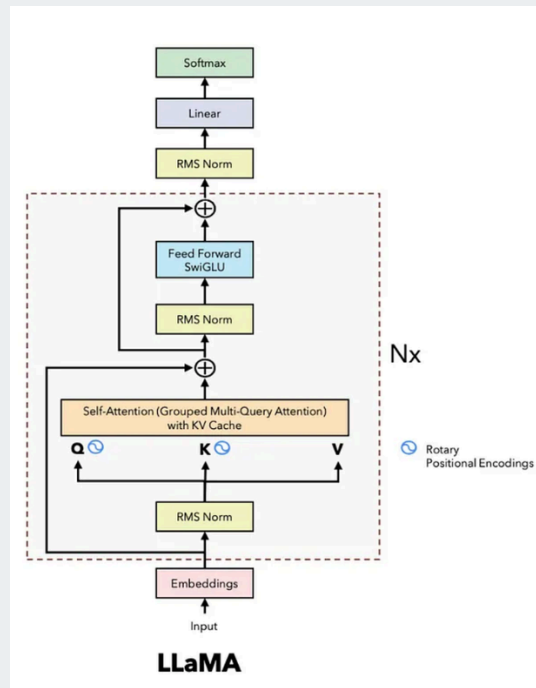 Softmax
Linear
RMS Norm
Feed Forward
SwiGLU
RMS Norm
Nx
Self-Attention (Grouped Multi-Query Attention)
with KV Cache
Q K V
Rotary
Positional Encodings
RMS Norm
Embeddings
Input
LLaMA